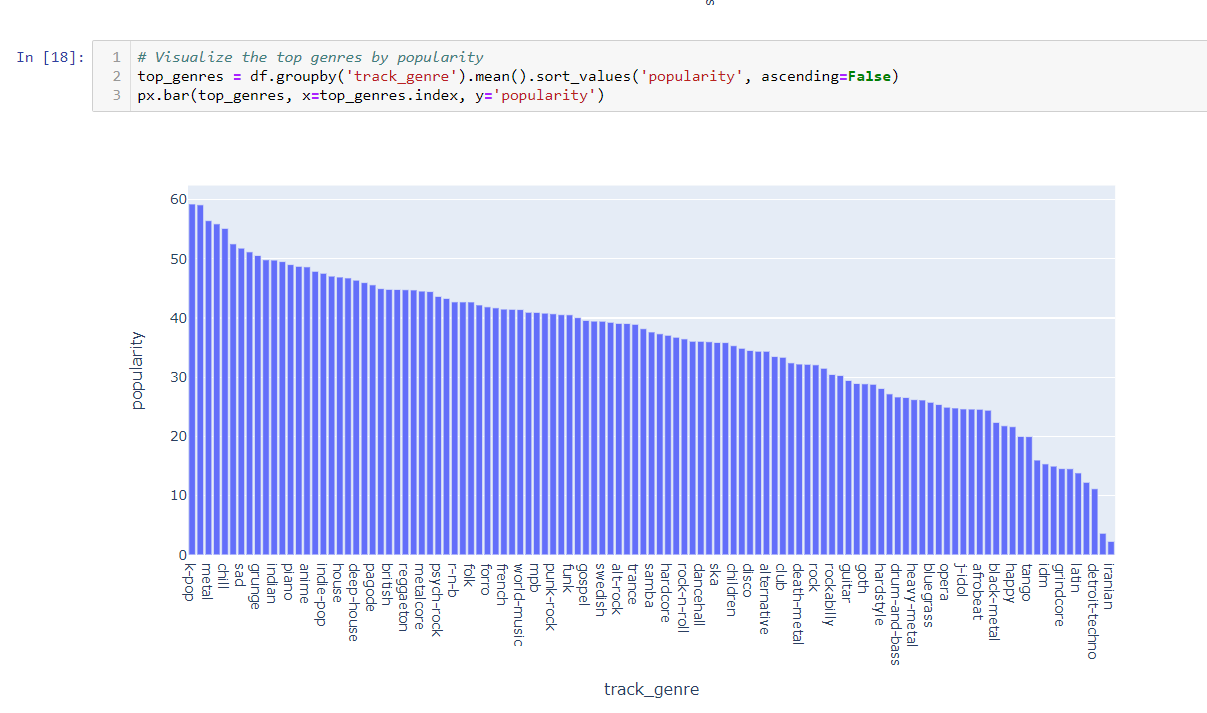 s
In [18]:
1 # Visualize the top genres by popularity
2 top_genres = df.groupby('track_genre').mean().sort_values('popularity', ascending=False)
3 px.bar(top_genres, x=top_genres.index, y='popularity')
60
50
40
30
20
10
0
popularity
k-pop
metal
chill
sad
grunge
indian
piano
anime
indie-pop
house
deep-house
pagode
british
reggaeton
metalcore
psych-rock
r-n-b
folk
forro
french
world-music
mpb
punk-rock
funk
gospel
swedish
alt-rock
trance
samba
hardcore
rock-n-roll
dancehall
ska
children
disco
alternative
club
death-metal
rock
rockabilly
guitar
goth
hardstyle
drum-and-bass
heavy-metal
bluegrass
opera
j-idol
afrobeat
black-metal
happy
tango
idm
grindcore
latin
detroit-techno
iranian
track_genre